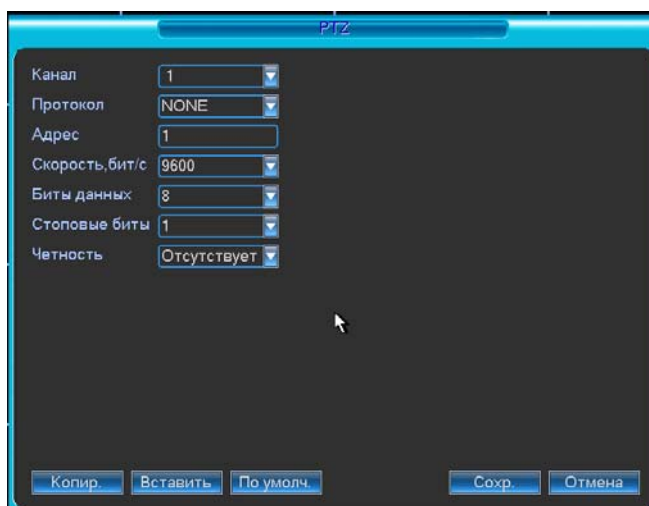 PTZ
Канал 1
Протокол NONE
Адрес 1
Скорость,бит/с 9600
Биты данных 8
Стоповые биты 1
Четность Отсутствует
Копир. Вставить По умолч. Сохр. Отмена